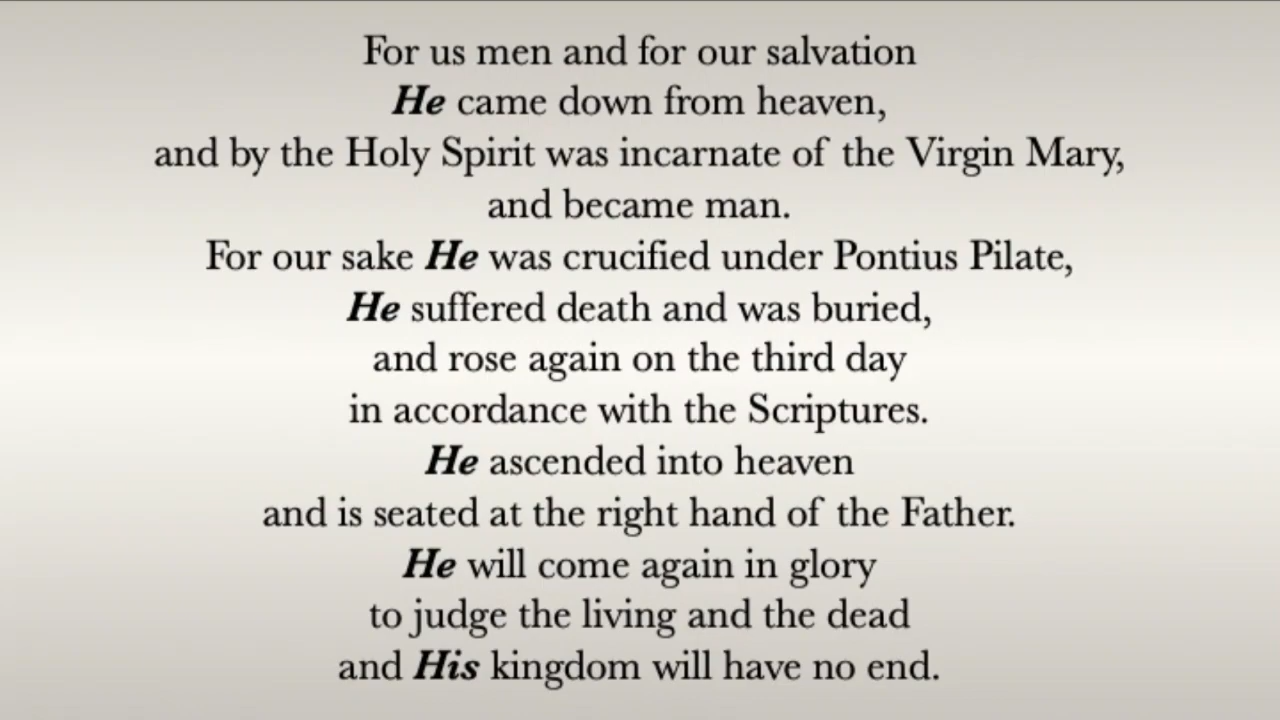 For us men and for our salvation
He came down from heaven,
and by the Holy Spirit was incarnate of the Virgin Mary,
and became man.
For our sake He was crucified under Pontius Pilate,
He suffered death and was buried,
and rose again on the third day
in accordance with the Scriptures.
He ascended into heaven
and is seated at the right hand of the Father.
He will come again in glory
to judge the living and the dead
and His kingdom will have no end.